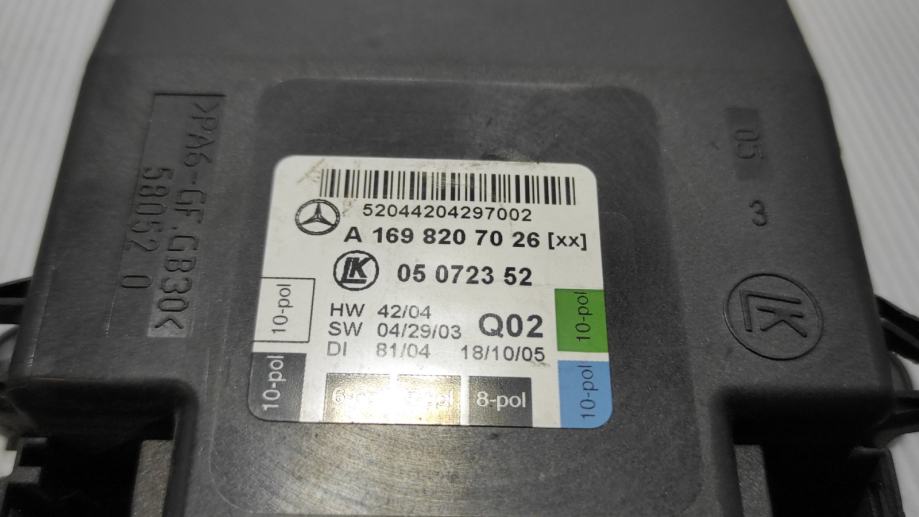 >PA6-GF.GB30<
58052 0
05
3
LK
52044204297002
A 169 820 70 26 [xx]
LK 05 0723 52
HW 42/04
SW 04/29/03 Q02
DI 81/04 18/10/05
10-pol
10-pol
10-pol
10-pol
8-pol